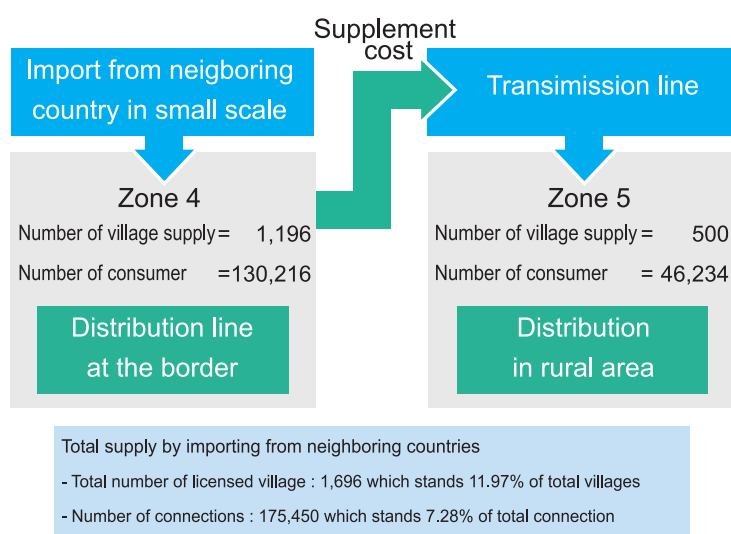 Supplement
cost
Import from neigboring
country in small scale
Transimission line
Zone 4
Number of village supply = 1,196
Number of consumer =130,216
Distribution line
at the border
Zone 5
Number of village supply = 500
Number of consumer = 46,234
Distribution
in rural area
Total supply by importing from neighboring countries
- Total number of licensed village : 1,696 which stands 11.97% of total villages
- Number of connections : 175,450 which stands 7.28% of total connection